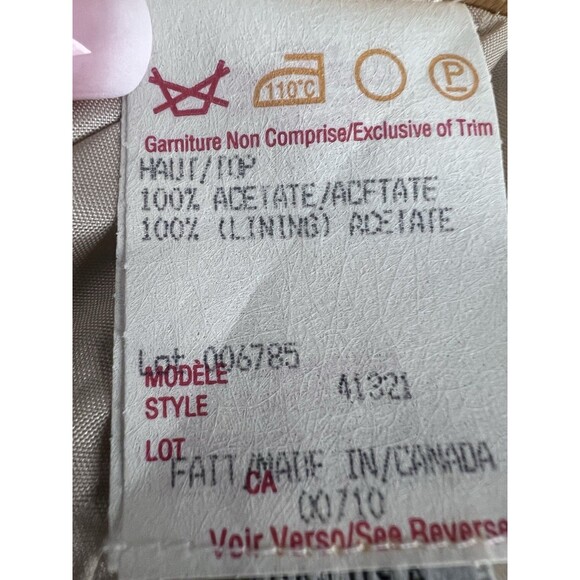 110°C P
Garniture Non Comprise/Exclusive of Trim
HAUT/TOP
100% ACETATE/ACETATE
100% (LINING) ACETATE
Lot 006785
MODÈLE
STYLE 41321
LOT
FAIT/MADE IN/CANADA
CA
00710
Voir Verso/See Reverse